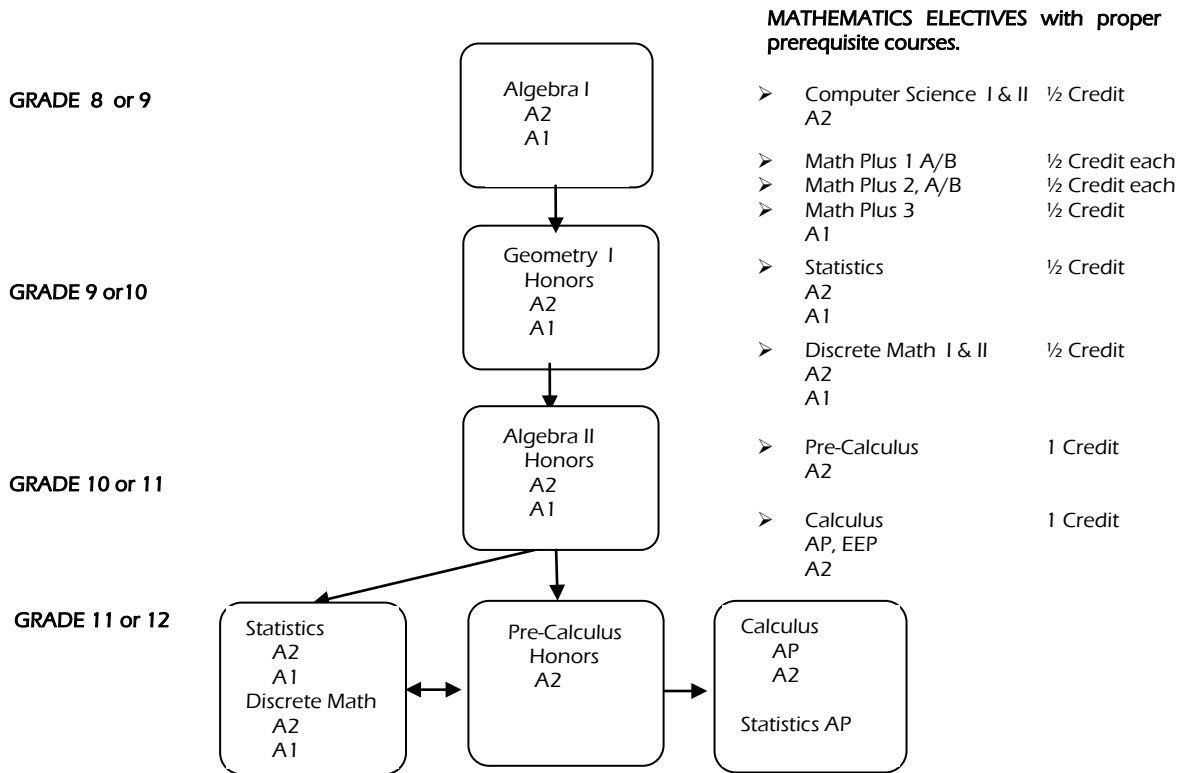 MATHEMATICS ELECTIVES with proper
prerequisite courses.
GRADE 8 or 9
Algebra I
A2
A1
Geometry I
Honors
A2
A1
GRADE 9 or10
Algebra II
Honors
A2
A1
GRADE 10 or 11
GRADE 11 or 12
Statistics
A2
A1
Discrete Math
A2
A1
Pre-Calculus
Honors
A2
Calculus
AP
A2
Statistics AP
➢ Computer Science I & II ½ Credit
A2
➢ Math Plus 1 A/B ½ Credit each
➢ Math Plus 2, A/B ½ Credit each
➢ Math Plus 3 ½ Credit
A1
➢ Statistics ½ Credit
A2
A1
➢ Discrete Math I & II ½ Credit
A2
A1
➢ Pre-Calculus 1 Credit
A2
➢ Calculus 1 Credit
AP, EEP
A2